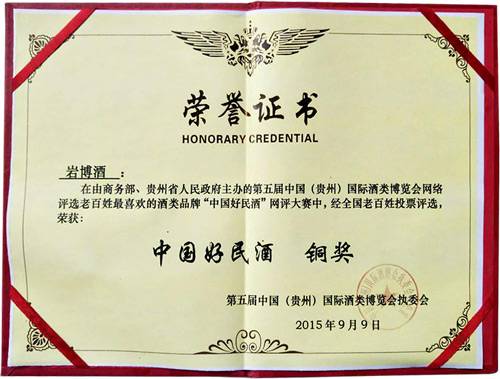 荣誉证书
HONORARY CREDENTIAL
岩博酒：
在由商务部、贵州省人民政府主办的第五届中国（贵州）国际酒类博览会网络
评选老百姓最喜欢的酒类品牌“中国好民酒”网评大赛中，经全国老百姓投票评选，
荣获：
中国好民酒 铜奖
第五届中国（贵州）国际酒类博览会执委会
2015年9月9日